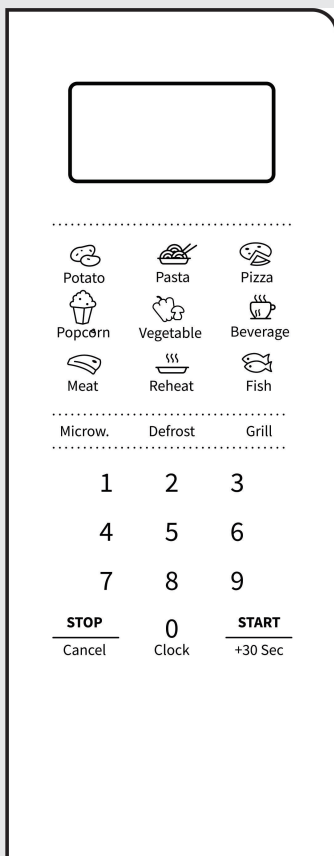 Potato Pasta Pizza
Popcorn Vegetable Beverage
Meat Reheat Fish
Microw. Defrost Grill
1 2 3
4 5 6
7 8 9
STOP 0 START
Cancel Clock +30 Sec